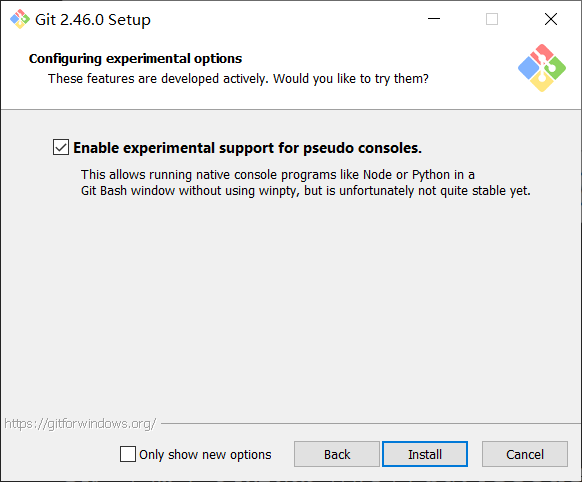 Git 2.46.0 Setup
Configuring experimental options
These features are developed actively. Would you like to try them?
Enable experimental support for pseudo consoles.
This allows running native console programs like Node or Python in a
Git Bash window without using winpty, but is unfortunately not quite stable yet.
https://gitforwindows.org/
Only show new options
Back
Install
Cancel